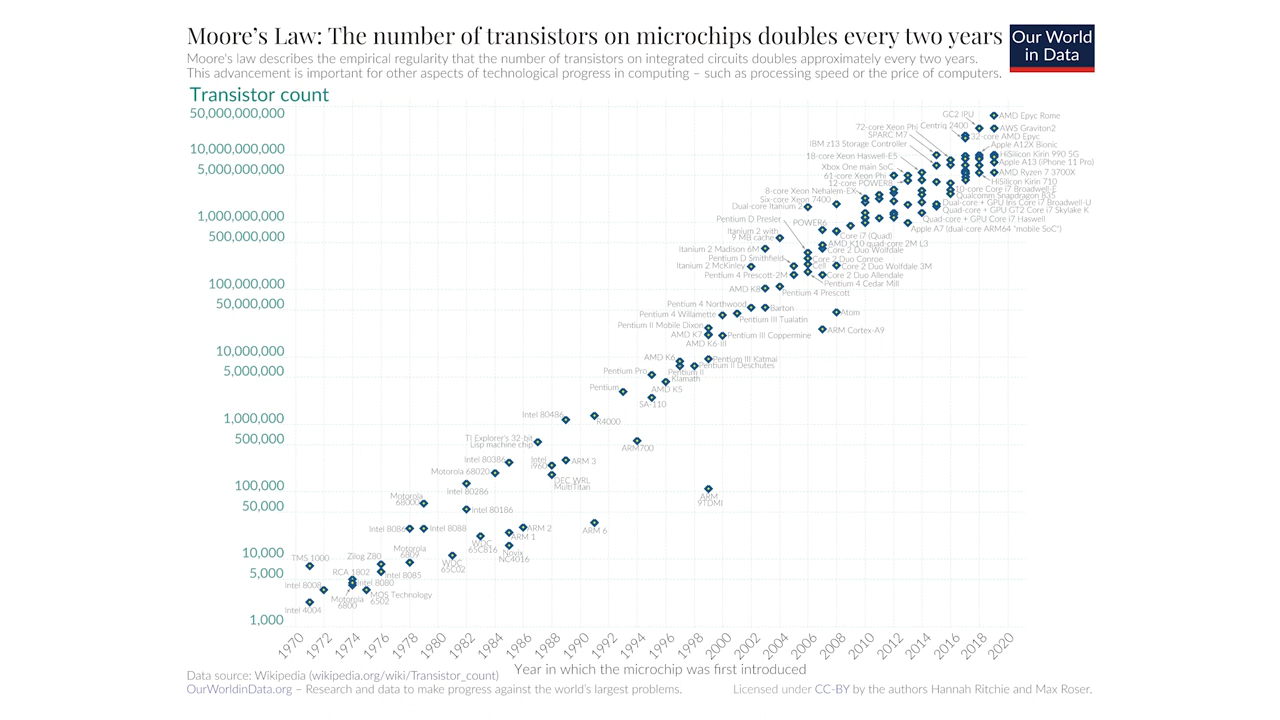 Moore's Law: The number of transistors on microchips doubles every two years
Our World
in Data
Moore's law describes the empirical regularity that the number of transistors on integrated circuits doubles approximately every two years.
This advancement is important for other aspects of technological progress in computing – such as processing speed or the price of computers.
Transistor count
50,000,000,000
10,000,000,000
5,000,000,000
1,000,000,000
500,000,000
100,000,000
50,000,000
10,000,000
5,000,000
1,000,000
500,000
100,000
50,000
10,000
5,000
1,000
GC2 IPU
AMD Epyc Rome
72-core Xeon Phi
Centriq 2400
AWS Graviton2
SPARC M7
32-core AMD Epyc
IBM z13 Storage Controller
Apple A12X Bionic
18-core Xeon Haswell-E5
HiSilicon Kirin 990 5G
Xbox One main SoC
Apple A13 (iPhone 11 Pro)
61-core Xeon Phi
AMD Ryzen 7 3700X
12-core POWER8
HiSilicon Kirin 710
8-core Xeon Nehalem-EX
10-core Core i7 Broadwell-E
Six-core Xeon 7400
Qualcomm Snapdragon 835
Dual-core Itanium 2
Dual-core + GPU Iris Core i7 Broadwell-U
Quad-core + GPU GT2 Core i7 Skylake K
Pentium D Presler
POWER6
Quad-core + GPU Core i7 Haswell
Apple A7 (dual-core ARM64 "mobile SoC")
Itanium 2 with
9 MB cache
Core i7 (Quad)
AMD K10 quad-core 2M L3
Itanium 2 Madison 6M
Core 2 Duo Wolfdale
Pentium D Smithfield
Core 2 Duo Conroe
Itanium 2 McKinley
Cell
Core 2 Duo Wolfdale 3M
Pentium 4 Prescott-2M
Core 2 Duo Allendale
Pentium 4 Cedar Mill
AMD K8
Pentium 4 Prescott
Pentium 4 Northwood
Barton
Pentium 4 Willamette
Pentium III Tualatin
Atom
Pentium II Mobile Dixon
ARM Cortex-A9
AMD K7
Pentium III Coppermine
AMD K6-III
AMD K6
Pentium III Katmai
Pentium II Deschutes
Pentium Pro
Pentium II
Klamath
Pentium
AMD K5
SA-110
Intel 80486
R4000
TI Explorer's 32-bit
Lisp machine chip
ARM700
Intel 80386
Intel
i960
ARM 3
Motorola 68020
DEC WRL
MultiTitan
Intel 80286
Motorola
68000
ARM
9TDMI
Intel 80186
Intel 8086
Intel 8088
ARM 2
ARM 6
ARM 1
WDC
65C816
Novix
NC4016
Motorola
6809
WDC
65C02
TMS 1000
Zilog Z80
RCA 1802
Intel 8085
Intel 8008
Intel 8080
Motorola
6800
MOS Technology
6502
Intel 4004
1970
1972
1974
1976
1978
1980
1982
1984
1986
1988
1990
1992
1994
1996
1998
2000
2002
2004
2006
2008
2010
2012
2014
2016
2018
2020
Year in which the microchip was first introduced
Data source: Wikipedia (wikipedia.org/wiki/Transistor_count)
OurWorldinData.org – Research and data to make progress against the world's largest problems.
Licensed under CC-BY by the authors Hannah Ritchie and Max Roser.